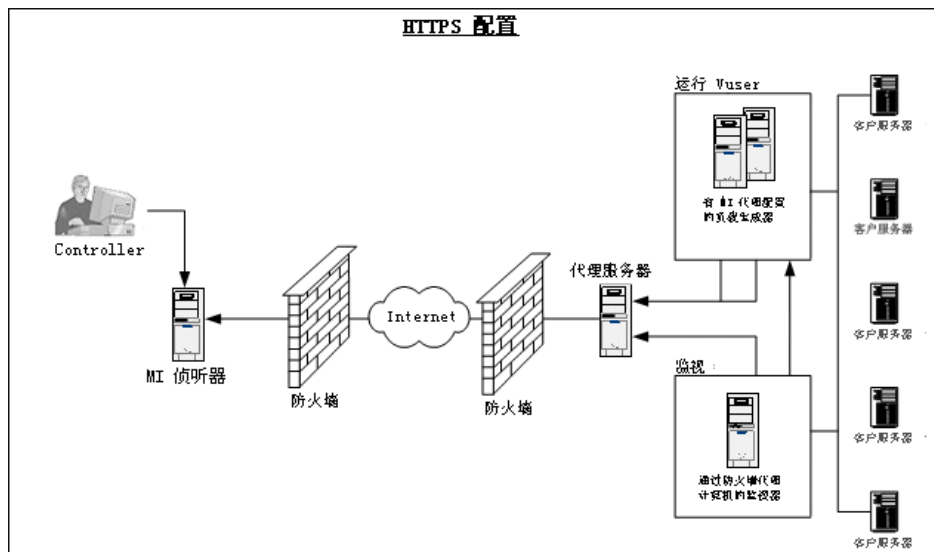 HTTPS 配置
运行 Vuser
客户服务器
有 MI 代理配置
的负载生成器
客户服务器
Controller
代理服务器
Internet
客户服务器
MI 侦听器
防火墙
防火墙
监视：
客户服务器
通过防火墙代理
计算机的监视器
客户服务器